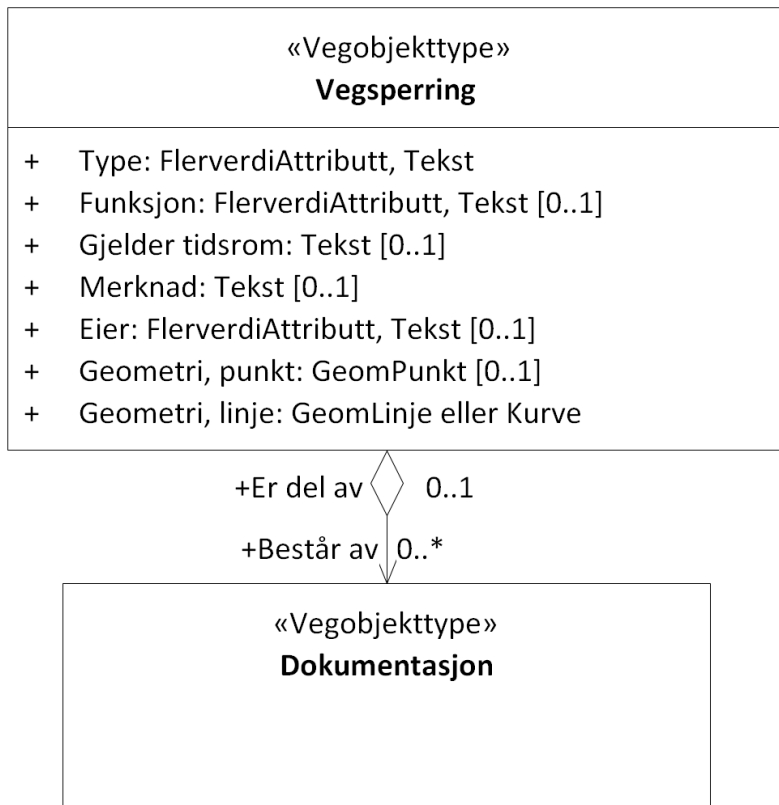 «Vegobjekttype»
Vegsperring
+ Type: FlerverdiAttributt, Tekst
+ Funksjon: FlerverdiAttributt, Tekst [0..1]
+ Gjelder tidsrom: Tekst [0..1]
+ Merknad: Tekst [0..1]
+ Eier: FlerverdiAttributt, Tekst [0..1]
+ Geometri, punkt: GeomPunkt [0..1]
+ Geometri, linje: GeomLinje eller Kurve
+Er del av 0..1
+Består av 0..*
«Vegobjekttype»
Dokumentasjon